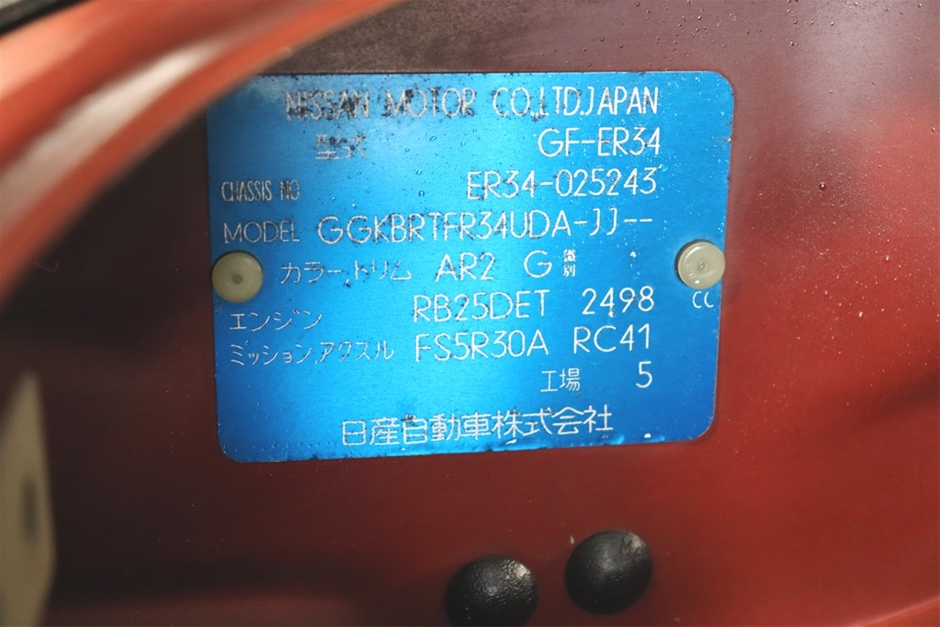 NISSAN MOTOR CO.,LTD.JAPAN
型式 GF-ER34
CHASSIS NO ER34-025243
MODEL GGKBRTFR34UDA-JJ--
カラー,トリム AR2 G 識別
エンジン RB25DET 2498 CC
ミッション,アクスル FS5R30A RC41
工場 5
日産自動車株式会社